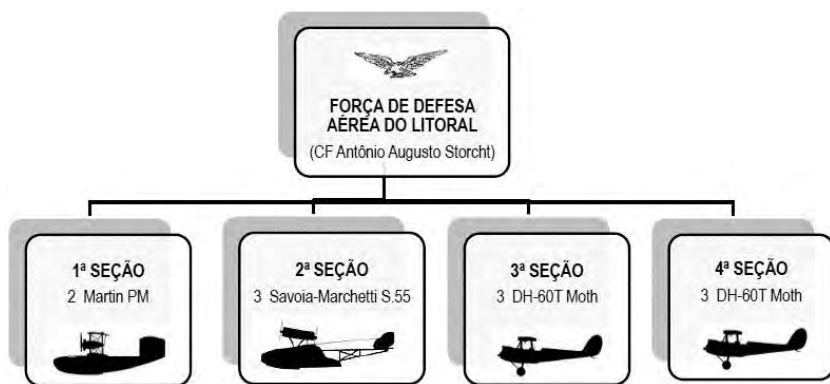 FORÇA DE DEFESA
AÉREA DO LITORAL
(CF Antônio Augusto Storcht)
1ª SEÇÃO
2 Martin PM
2ª SEÇÃO
3 Savoia-Marchetti S.55
3ª SEÇÃO
3 DH-60T Moth
4ª SEÇÃO
3 DH-60T Moth